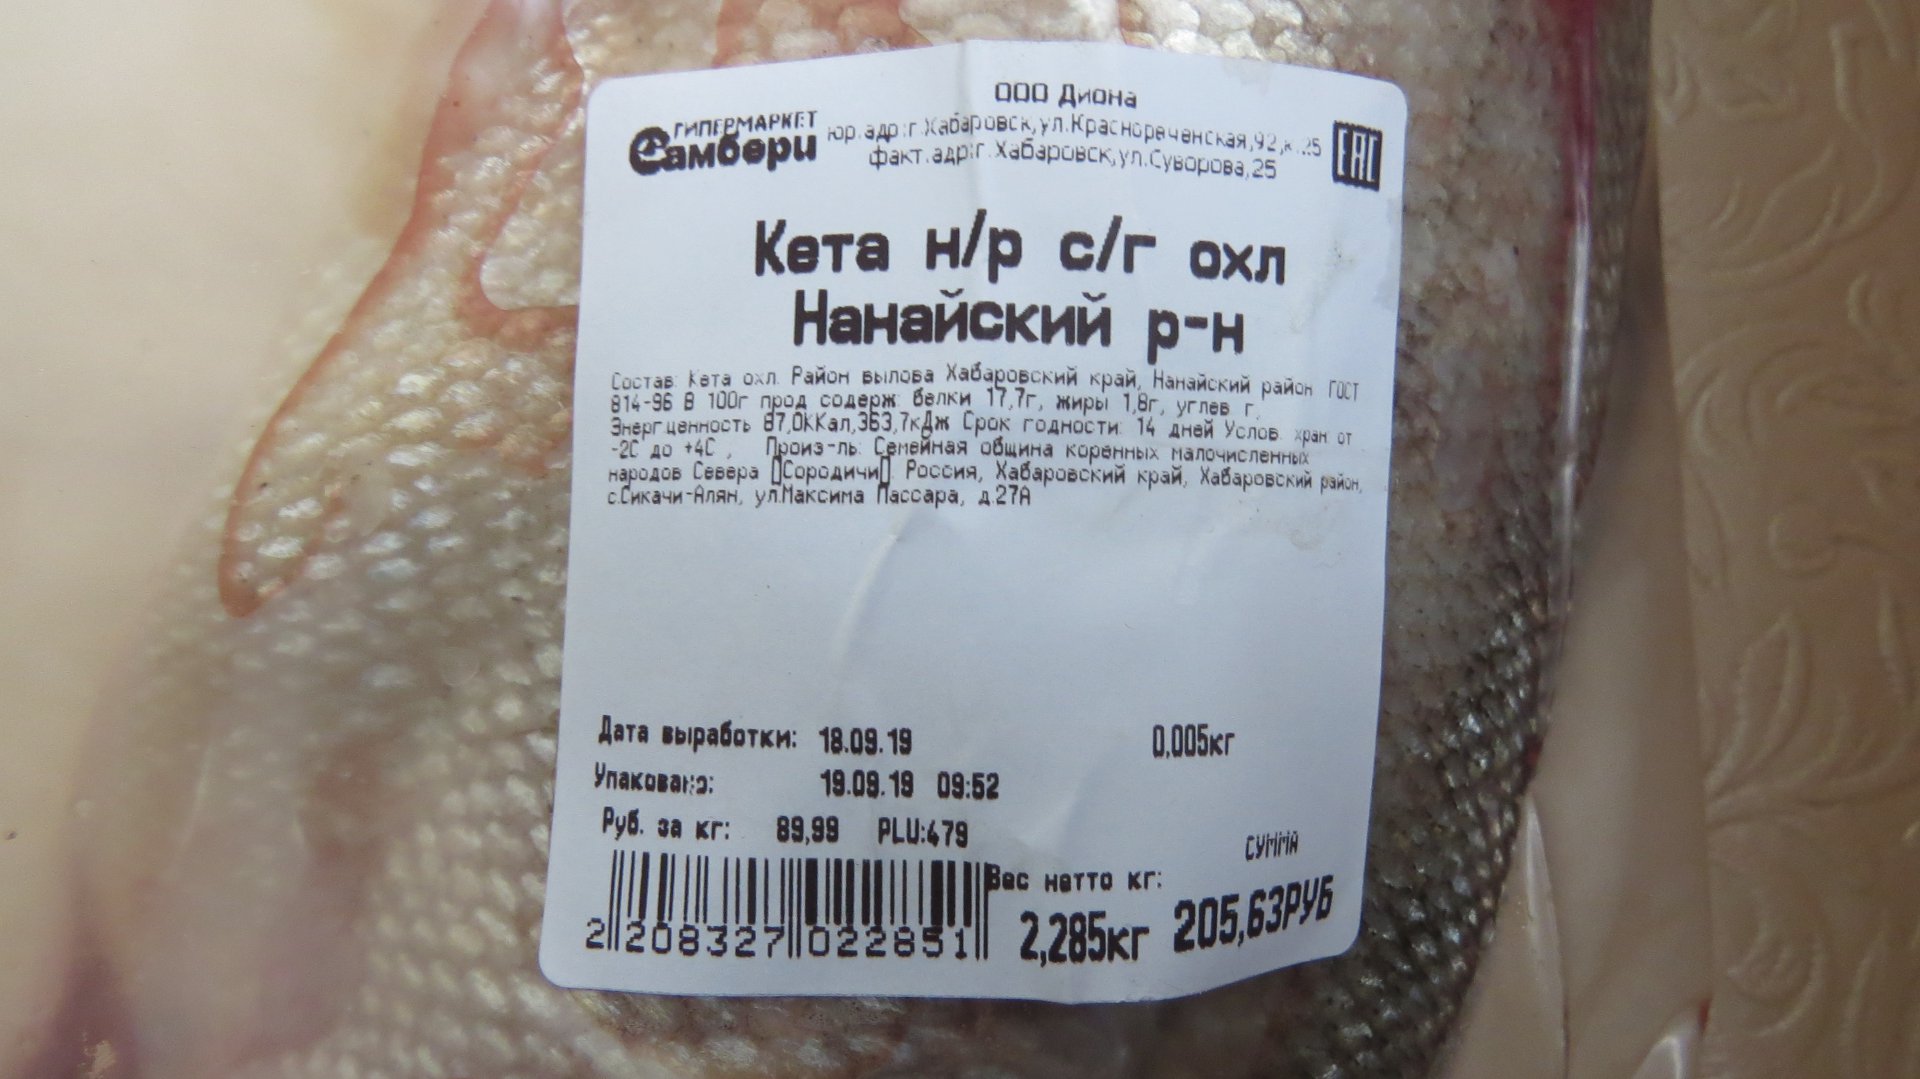 ООО Диона
ГИПЕРМАРКЕТ
Самбери
юр.адр:г.Хабаровск,ул.Краснореченская,92,к.25
факт.адр:г.Хабаровск,ул.Суворова,25
ЕАС
Кета н/р с/г охл
Нанайский р-н
Состав: Кета охл. Район вылова Хабаровский край, Нанайский район ГОСТ
814-96 В 100г прод содерж: белки 17,7г, жиры 1,8г, углев г,
Энерг.ценность 87,0ККал,363,7кДж Срок годности: 14 дней Услов. хран от
-2С до +4С , Произ-ль: Семейная община коренных малочисленных
народов Севера ▯Сородичи▯ Россия, Хабаровский край, Хабаровский район,
с.Сикачи-Алян, ул.Максима Пассара, д.27А
Дата выработки: 18.09.19 0,005кг
Упаковано: 19.09.19 09:52
Руб. за кг: 89,99 PLU:479
СУММА
Вес нетто кг:
2,285кг 205,63РУБ
2 208327 022851